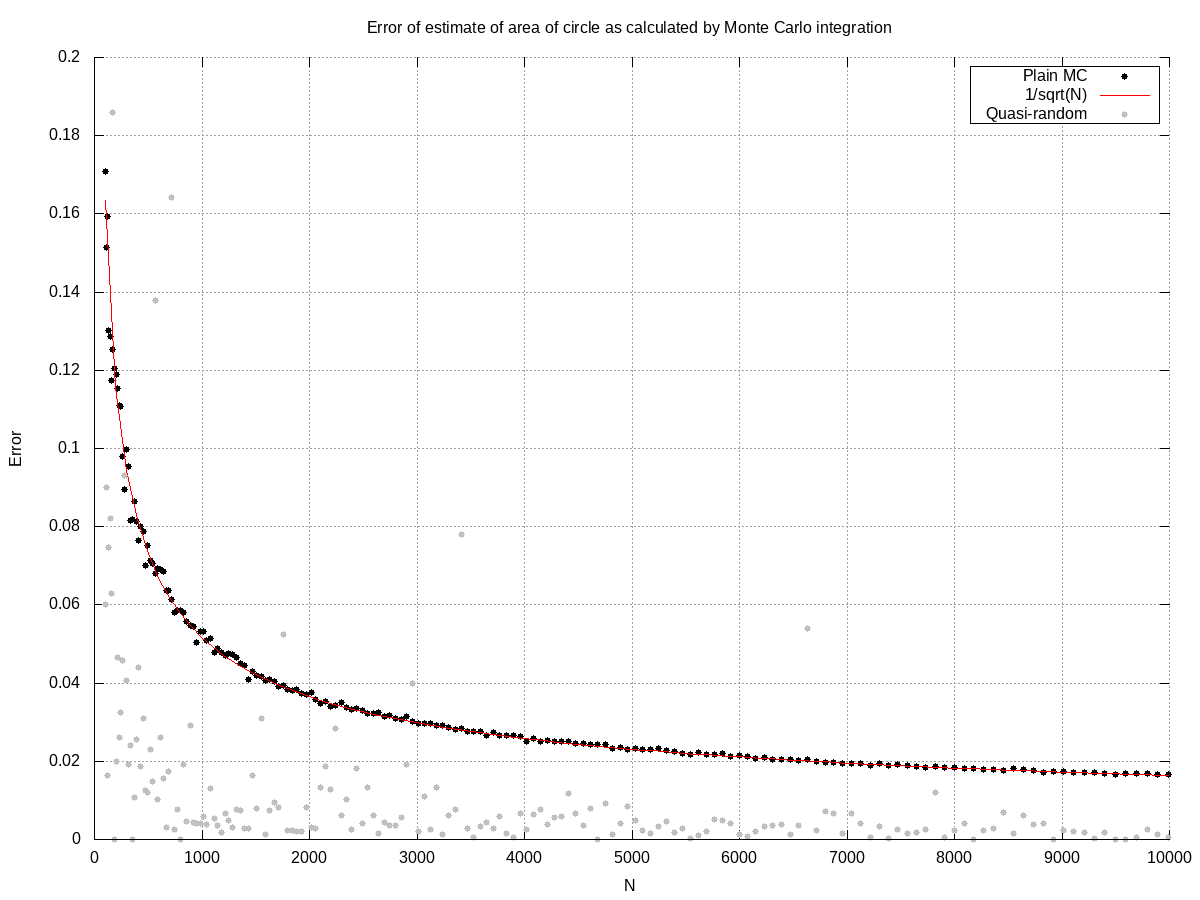 Error of estimate of area of circle as calculated by Monte Carlo integration
0.2
Plain MC
1/sqrt(N)
Quasi-random
0.18
0.16
0.14
0.12
0.1
Error
0.08
0.06
0.04
0.02
0
0 1000 2000 3000 4000 5000 6000 7000 8000 9000 10000
N